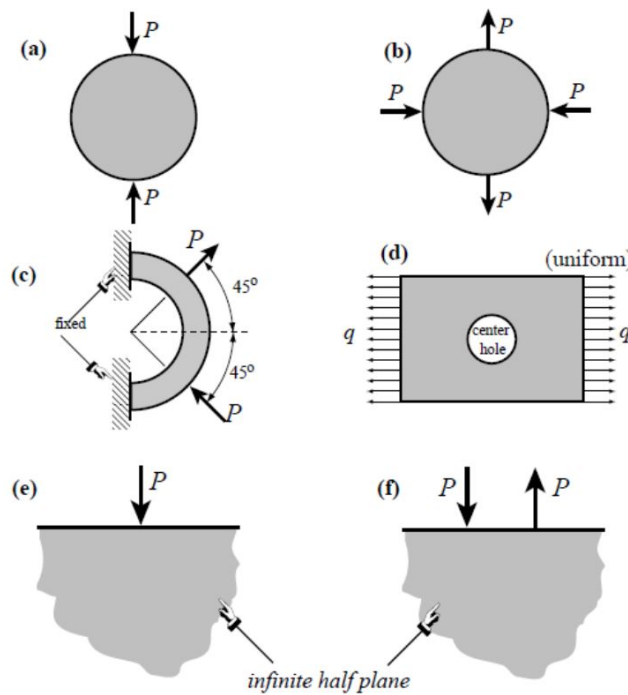 (a)
P
P
(b)
P
P
P
P
(c)
P
45°
fixed
45°
P
(d)
(uniform)
q
center
hole
q
(e)
P
(f)
P
P
infinite half plane